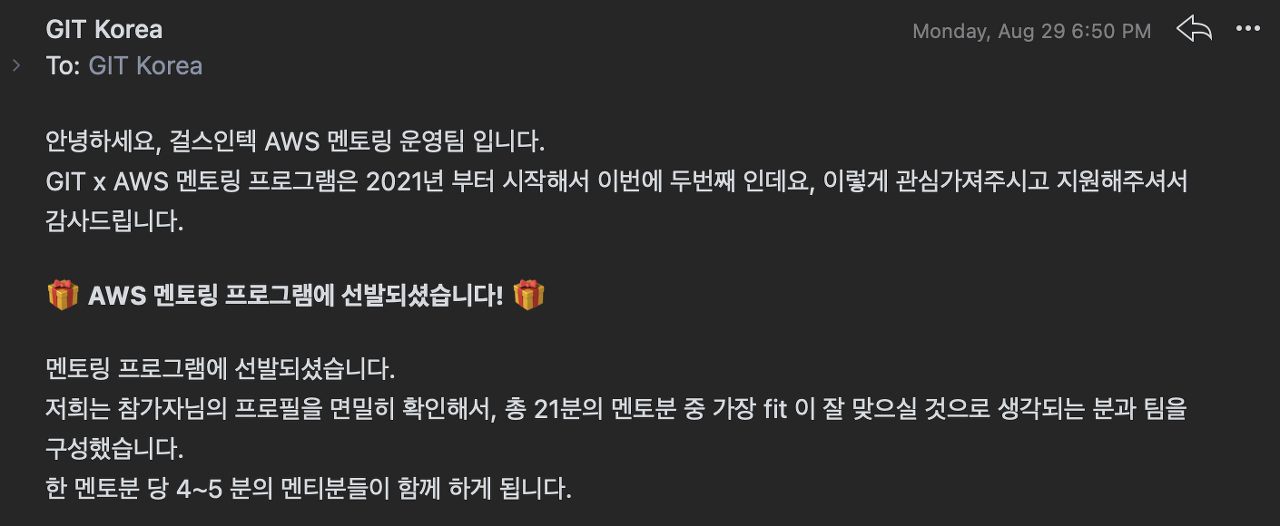 GIT Korea
Monday, Aug 29 6:50 PM
To: GIT Korea
안녕하세요, 걸스인텍 AWS 멘토링 운영팀 입니다.
GIT x AWS 멘토링 프로그램은 2021년 부터 시작해서 이번에 두번째 인데요, 이렇게 관심가져주시고 지원해주셔서
감사드립니다.
🎁 AWS 멘토링 프로그램에 선발되셨습니다! 🎁
멘토링 프로그램에 선발되셨습니다.
저희는 참가자님의 프로필을 면밀히 확인해서, 총 21분의 멘토분 중 가장 fit 이 잘 맞으실 것으로 생각되는 분과 팀을
구성했습니다.
한 멘토분 당 4~5 분의 멘티분들이 함께 하게 됩니다.